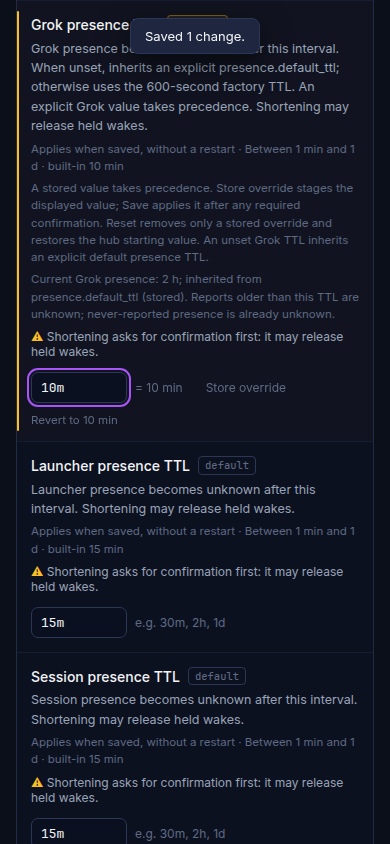 Grok presence
Saved 1 change.
Grok presence be r this interval.
When unset, inherits an explicit presence.default_ttl;
otherwise uses the 600-second factory TTL. An
explicit Grok value takes precedence. Shortening may
release held wakes.
Applies when saved, without a restart · Between 1 min and 1
d · built-in 10 min
A stored value takes precedence. Store override stages the
displayed value; Save applies it after any required
confirmation. Reset removes only a stored override and
restores the hub starting value. An unset Grok TTL inherits
an explicit default presence TTL.
Current Grok presence: 2 h; inherited from
presence.default_ttl (stored). Reports older than this TTL are
unknown; never-reported presence is already unknown.
⚠ Shortening asks for confirmation first: it may release
held wakes.
10m = 10 min Store override
Revert to 10 min
Launcher presence TTL default
Launcher presence becomes unknown after this
interval. Shortening may release held wakes.
Applies when saved, without a restart · Between 1 min and 1
d · built-in 15 min
⚠ Shortening asks for confirmation first: it may release
held wakes.
15m e.g. 30m, 2h, 1d
Session presence TTL default
Session presence becomes unknown after this interval.
Shortening may release held wakes.
Applies when saved, without a restart · Between 1 min and 1
d · built-in 15 min
⚠ Shortening asks for confirmation first: it may release
held wakes.
15m e.g. 30m, 2h, 1d